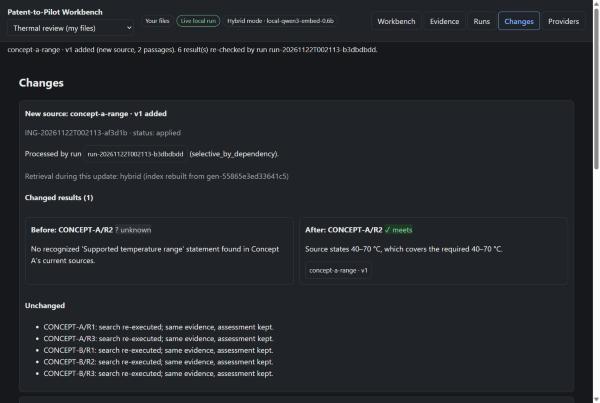 Patent-to-Pilot Workbench
Thermal review (my files)
Your files
Live local run
Hybrid mode · local-qwen3-embed-0.6b
Workbench
Evidence
Runs
Changes
Providers
concept-a-range · v1 added (new source, 2 passages). 6 result(s) re-checked by run run-20261122T002113-b3dbdbdd.
Changes
New source: concept-a-range · v1 added
ING-20261122T002113-af3d1b · status: applied
Processed by run run-20261122T002113-b3dbdbdd (selective_by_dependency).
Retrieval during this update: hybrid (index rebuilt from gen-55865e3ed33641c5)
Changed results (1)
Before: CONCEPT-A/R2 ? unknown
No recognized 'Supported temperature range' statement found in Concept
A's current sources.
After: CONCEPT-A/R2 ✓ meets
Source states 40–70 °C, which covers the required 40–70 °C.
concept-a-range · v1
Unchanged
• CONCEPT-A/R1: search re-executed; same evidence, assessment kept.
• CONCEPT-A/R3: search re-executed; same evidence, assessment kept.
• CONCEPT-B/R1: search re-executed; same evidence, assessment kept.
• CONCEPT-B/R2: search re-executed; same evidence, assessment kept.
• CONCEPT-B/R3: search re-executed; same evidence, assessment kept.